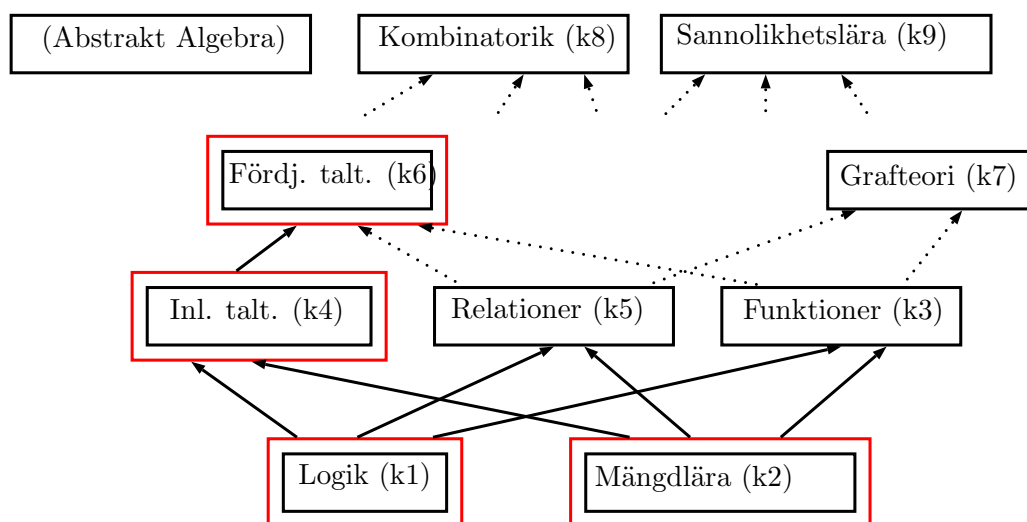 (Abstrakt Algebra)
Kombinatorik (k8)
Sannolikhetslära (k9)
Fördj. talt. (k6)
Grafteori (k7)
Inl. talt. (k4)
Relationer (k5)
Funktioner (k3)
Logik (k1)
Mängdlära (k2)